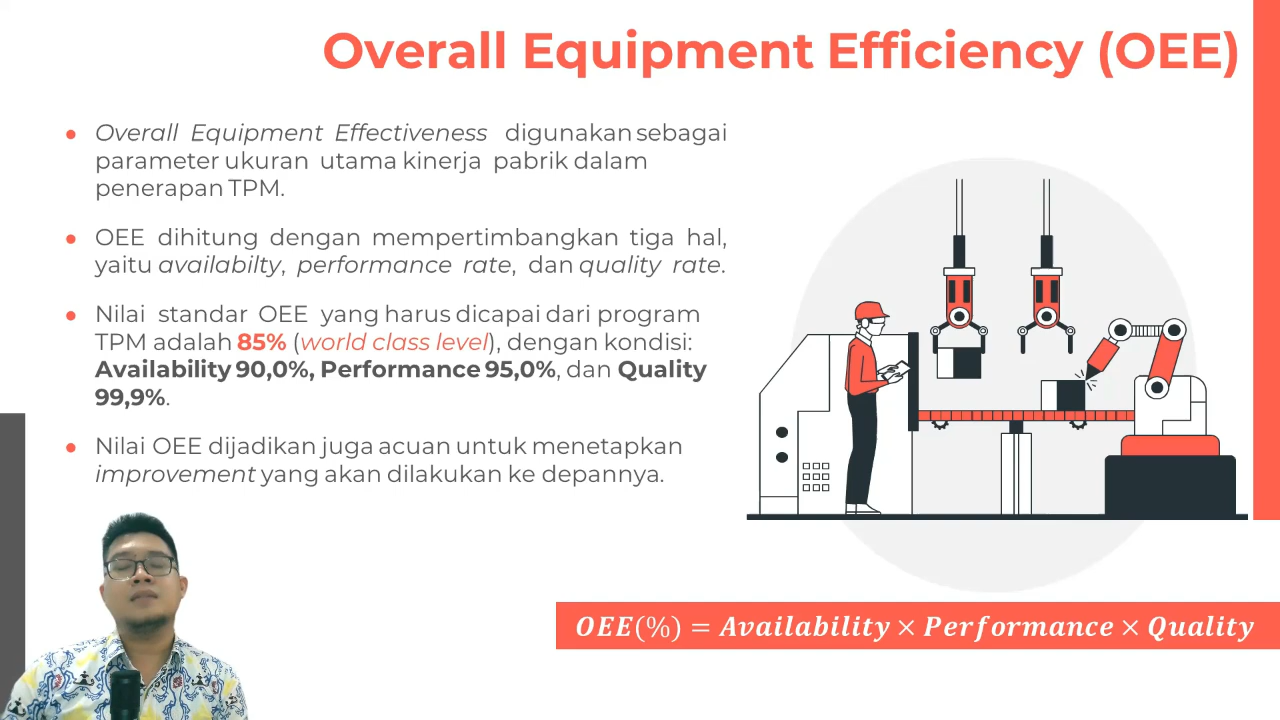 Overall Equipment Efficiency (OEE)
Overall Equipment Effectiveness digunakan sebagai
parameter ukuran utama kinerja pabrik dalam
penerapan TPM.
OEE dihitung dengan mempertimbangkan tiga hal,
yaitu availabilty, performance rate, dan quality rate.
Nilai standar OEE yang harus dicapai dari program
TPM adalah 85% (world class level), dengan kondisi:
Availability 90,0%, Performance 95,0%, dan Quality
99,9%.
Nilai OEE dijadikan juga acuan untuk menetapkan
improvement yang akan dilakukan ke depannya.
OEE(%) = Availability × Performance × Quality